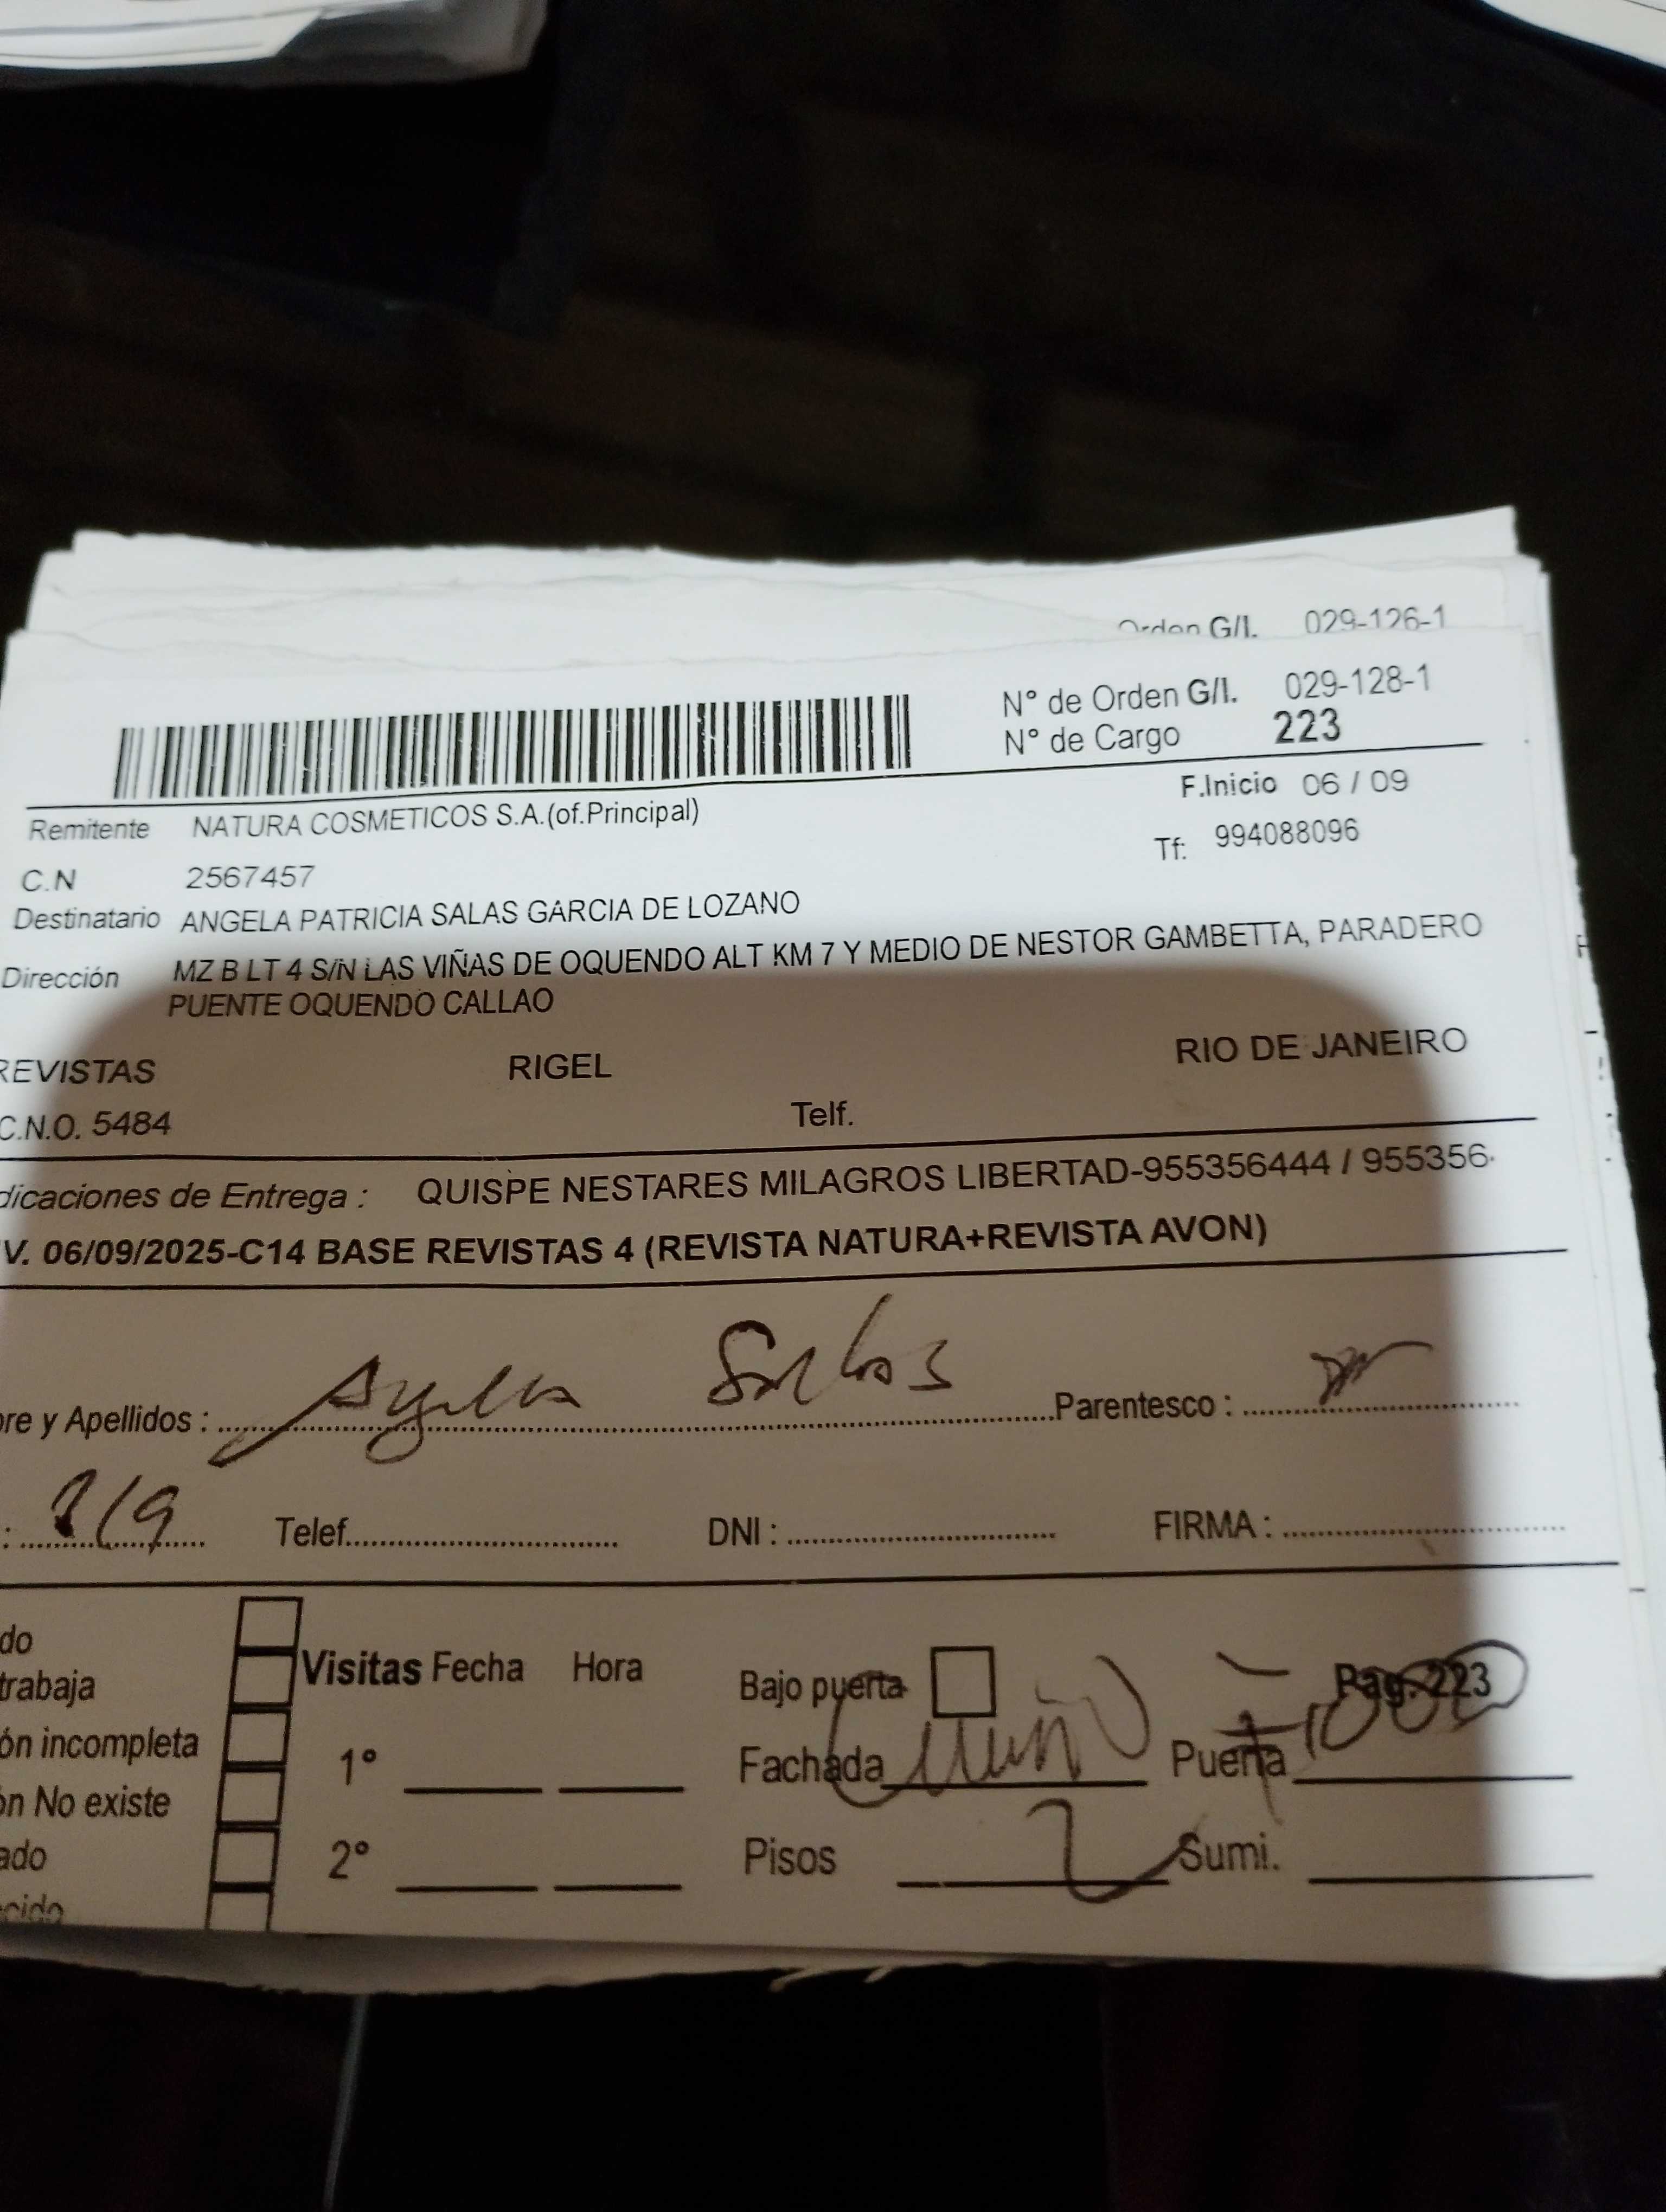 Orden G/I. 029-126-1
N° de Orden G/I. 029-128-1
N° de Cargo 223
F.Inicio 06 / 09
Remitente NATURA COSMETICOS S.A.(of.Principal)
Tf: 994088096
C.N 2567457
Destinatario ANGELA PATRICIA SALAS GARCIA DE LOZANO
Dirección MZ B LT 4 S/N LAS VIÑAS DE OQUENDO ALT KM 7 Y MEDIO DE NESTOR GAMBETTA, PARADERO
PUENTE OQUENDO CALLAO
REVISTAS RIGEL RIO DE JANEIRO
C.N.O. 5484 Telf.
dicaciones de Entrega : QUISPE NESTARES MILAGROS LIBERTAD-955356444 / 955356
V. 06/09/2025-C14 BASE REVISTAS 4 (REVISTA NATURA+REVISTA AVON)
re y Apellidos : Salas Parentesco :
: 8/9 Telef. DNI : FIRMA :
do
trabaja Visitas Fecha Hora Bajo puerta Pag. 223
ón incompleta 1° Fachada Puerta
ón No existe
ado 2° Pisos 2 Sumi.
cido